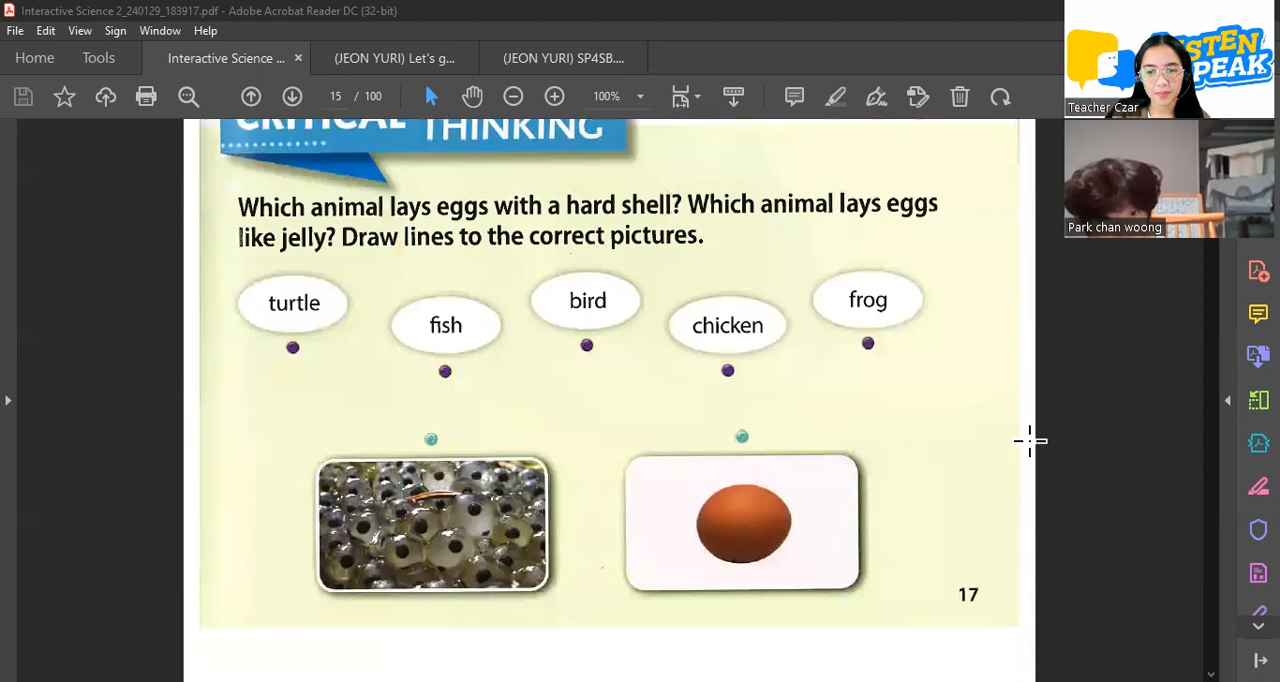 Interactive Science 2_240129_183917.pdf - Adobe Acrobat Reader DC (32-bit)
File Edit View Sign Window Help
Home Tools Interactive Science ... × (JEON YURI) Let's g... (JEON YURI) SP4SB....
15 / 100 100%
LISTEN
SPEAK
Teacher Czar
Park chan woong
CRITICAL THINKING
Which animal lays eggs with a hard shell? Which animal lays eggs
like jelly? Draw lines to the correct pictures.
turtle
fish
bird
chicken
frog
17